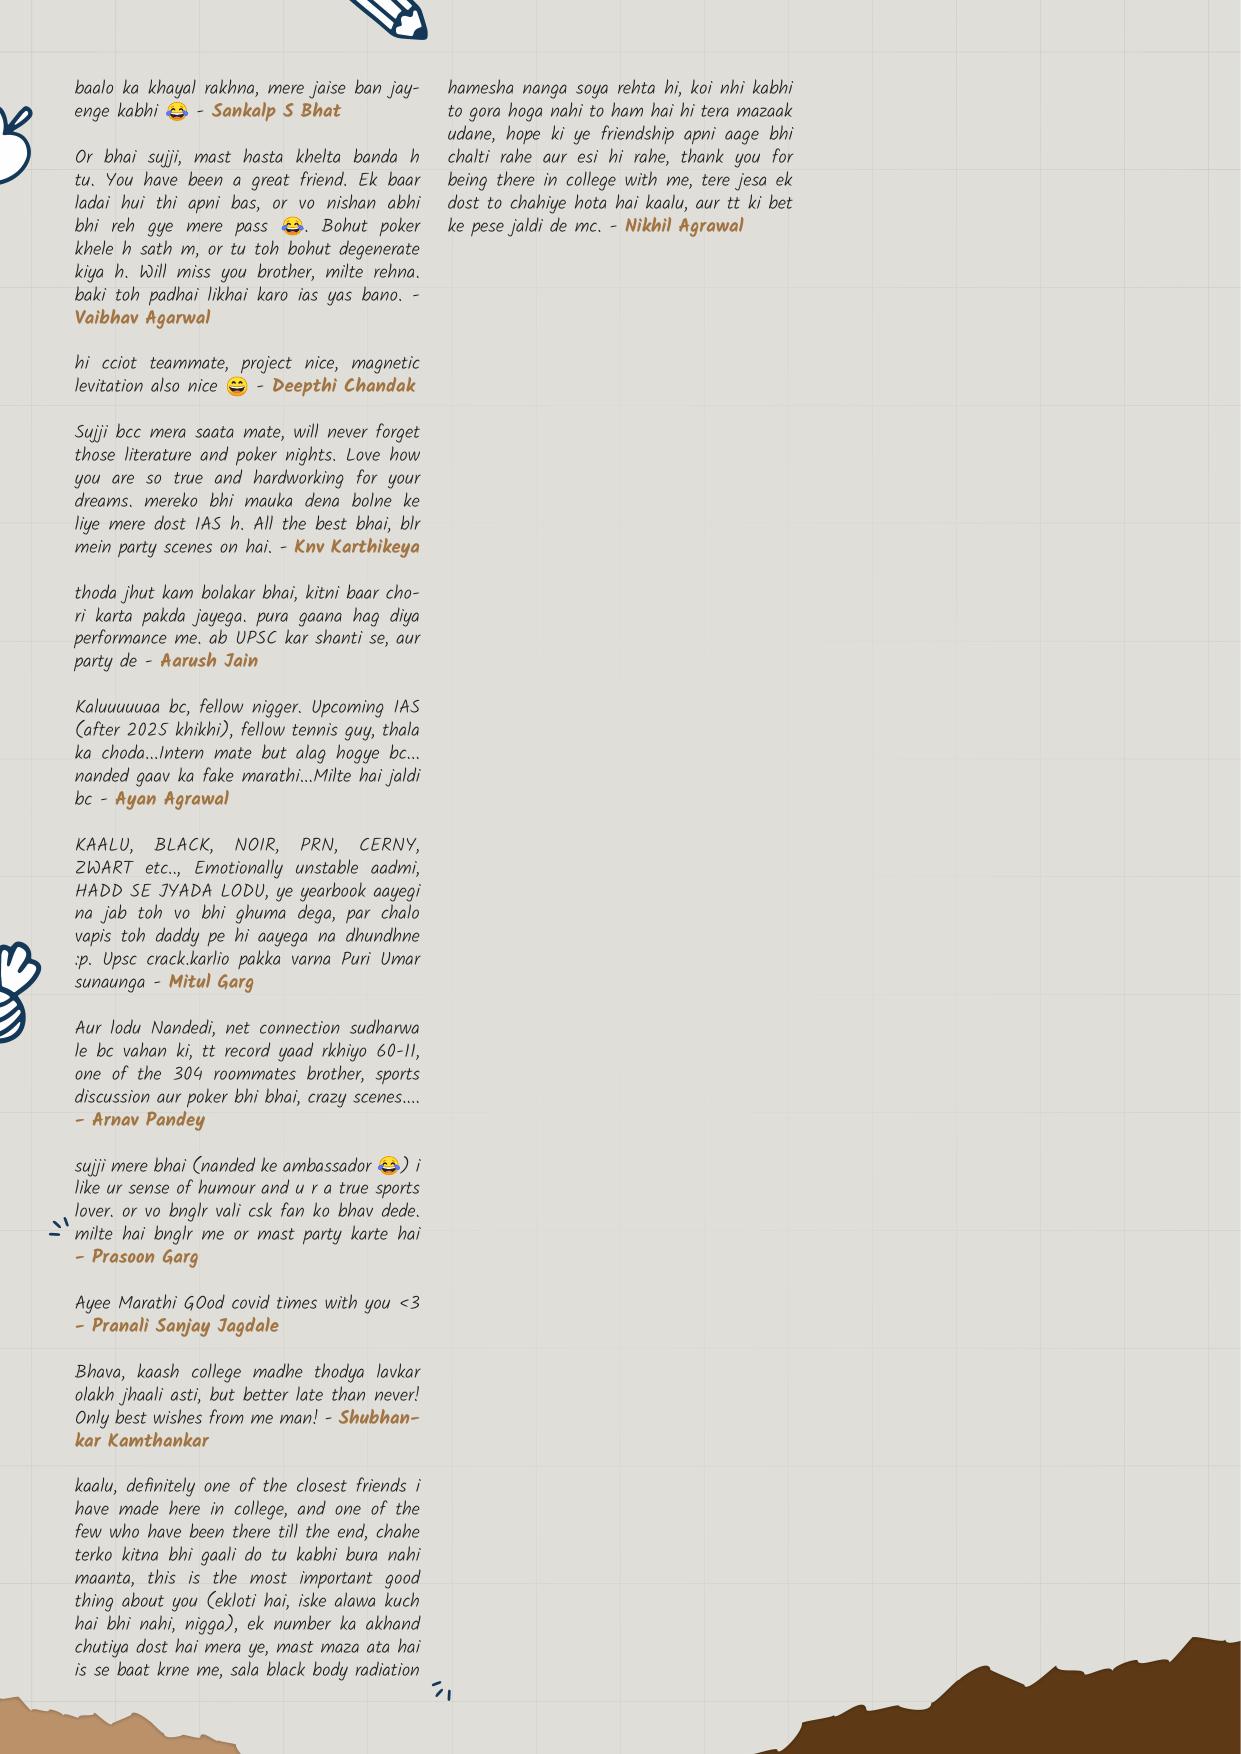 baalo ka khayal rakhna, mere jaise ban jay-
enge kabhi 😂 - Sankalp S Bhat
Or bhai sujji, mast hasta khelta banda h
tu. You have been a great friend. Ek baar
ladai hui thi apni bas, or vo nishan abhi
bhi reh gye mere pass 😂. Bohut poker
khele h sath m, or tu toh bohut degenerate
kiya h. Will miss you brother, milte rehna.
baki toh padhai likhai karo ias yas bano. -
Vaibhav Agarwal
hi cciot teammate, project nice, magnetic
levitation also nice 😄 - Deepthi Chandak
Sujji bcc mera saata mate, will never forget
those literature and poker nights. Love how
you are so true and hardworking for your
dreams. mereko bhi mauka dena bolne ke
liye mere dost IAS h. All the best bhai, blr
mein party scenes on hai. - Knv Karthikeya
thoda jhut kam bolakar bhai, kitni baar cho-
ri karta pakda jayega. pura gaana hag diya
performance me. ab UPSC kar shanti se, aur
party de - Aarush Jain
Kaluuuuuaa bc, fellow nigger. Upcoming IAS
(after 2025 khikhi), fellow tennis guy, thala
ka choda...Intern mate but alag hogye bc...
nanded gaav ka fake marathi...Milte hai jaldi
bc - Ayan Agrawal
KAALU, BLACK, NOIR, PRN, CERNY,
ZWART etc.., Emotionally unstable aadmi,
HADD SE JYADA LODU, ye yearbook aayegi
na jab toh vo bhi ghuma dega, par chalo
vapis toh daddy pe hi aayega na dhundhne
:p. Upsc crack.karlio pakka varna Puri Umar
sunaunga - Mitul Garg
Aur lodu Nandedi, net connection sudharwa
le bc vahan ki, tt record yaad rkhiyo 60-11,
one of the 304 roommates brother, sports
discussion aur poker bhi bhai, crazy scenes....
- Arnav Pandey
sujji mere bhai (nanded ke ambassador 😂) i
like ur sense of humour and u r a true sports
lover. or vo bnglr vali csk fan ko bhav dede.
milte hai bnglr me or mast party karte hai
- Prasoon Garg
Ayee Marathi GOod covid times with you <3
- Pranali Sanjay Jagdale
Bhava, kaash college madhe thodya lavkar
olakh jhaali asti, but better late than never!
Only best wishes from me man! - Shubhan-
kar Kamthankar
kaalu, definitely one of the closest friends i
have made here in college, and one of the
few who have been there till the end, chahe
terko kitna bhi gaali do tu kabhi bura nahi
maanta, this is the most important good
thing about you (ekloti hai, iske alawa kuch
hai bhi nahi, nigga), ek number ka akhand
chutiya dost hai mera ye, mast maza ata hai
is se baat krne me, sala black body radiation
hamesha nanga soya rehta hi, koi nhi kabhi
to gora hoga nahi to ham hai hi tera mazaak
udane, hope ki ye friendship apni aage bhi
chalti rahe aur esi hi rahe, thank you for
being there in college with me, tere jesa ek
dost to chahiye hota hai kaalu, aur tt ki bet
ke pese jaldi de mc. - Nikhil Agrawal